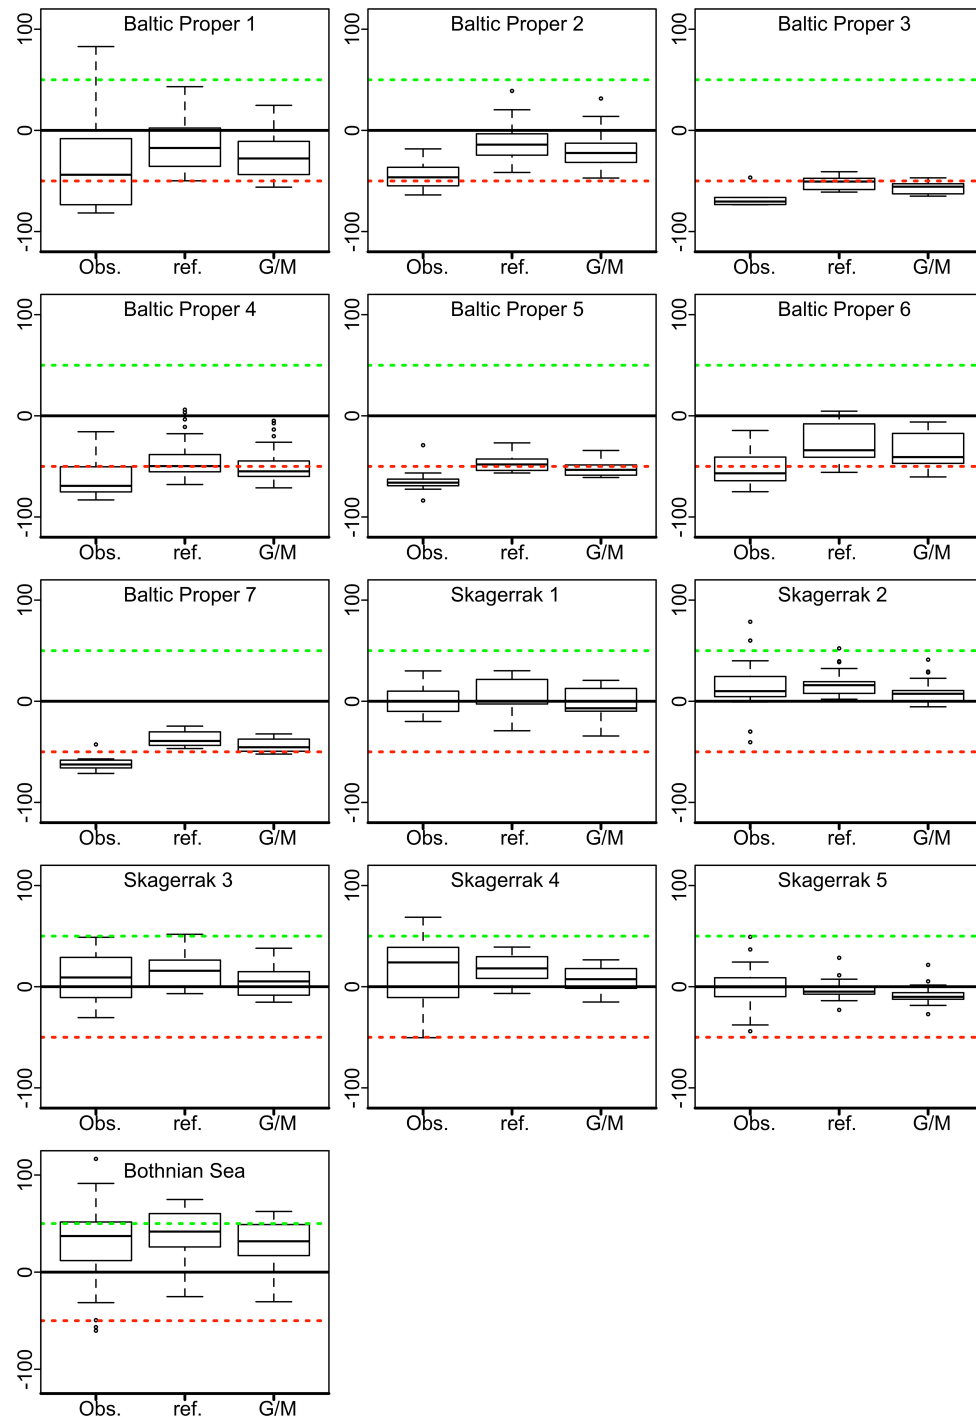 Baltic Proper 1
Baltic Proper 2
Baltic Proper 3
100
0
-100
Obs. ref. G/M
100
0
-100
Obs. ref. G/M
100
0
-100
Obs. ref. G/M
Baltic Proper 4
Baltic Proper 5
Baltic Proper 6
100
0
-100
Obs. ref. G/M
100
0
-100
Obs. ref. G/M
100
0
-100
Obs. ref. G/M
Baltic Proper 7
Skagerrak 1
Skagerrak 2
100
0
-100
Obs. ref. G/M
100
0
-100
Obs. ref. G/M
100
0
-100
Obs. ref. G/M
Skagerrak 3
Skagerrak 4
Skagerrak 5
100
0
-100
Obs. ref. G/M
100
0
-100
Obs. ref. G/M
100
0
-100
Obs. ref. G/M
Bothnian Sea
100
0
-100
Obs. ref. G/M